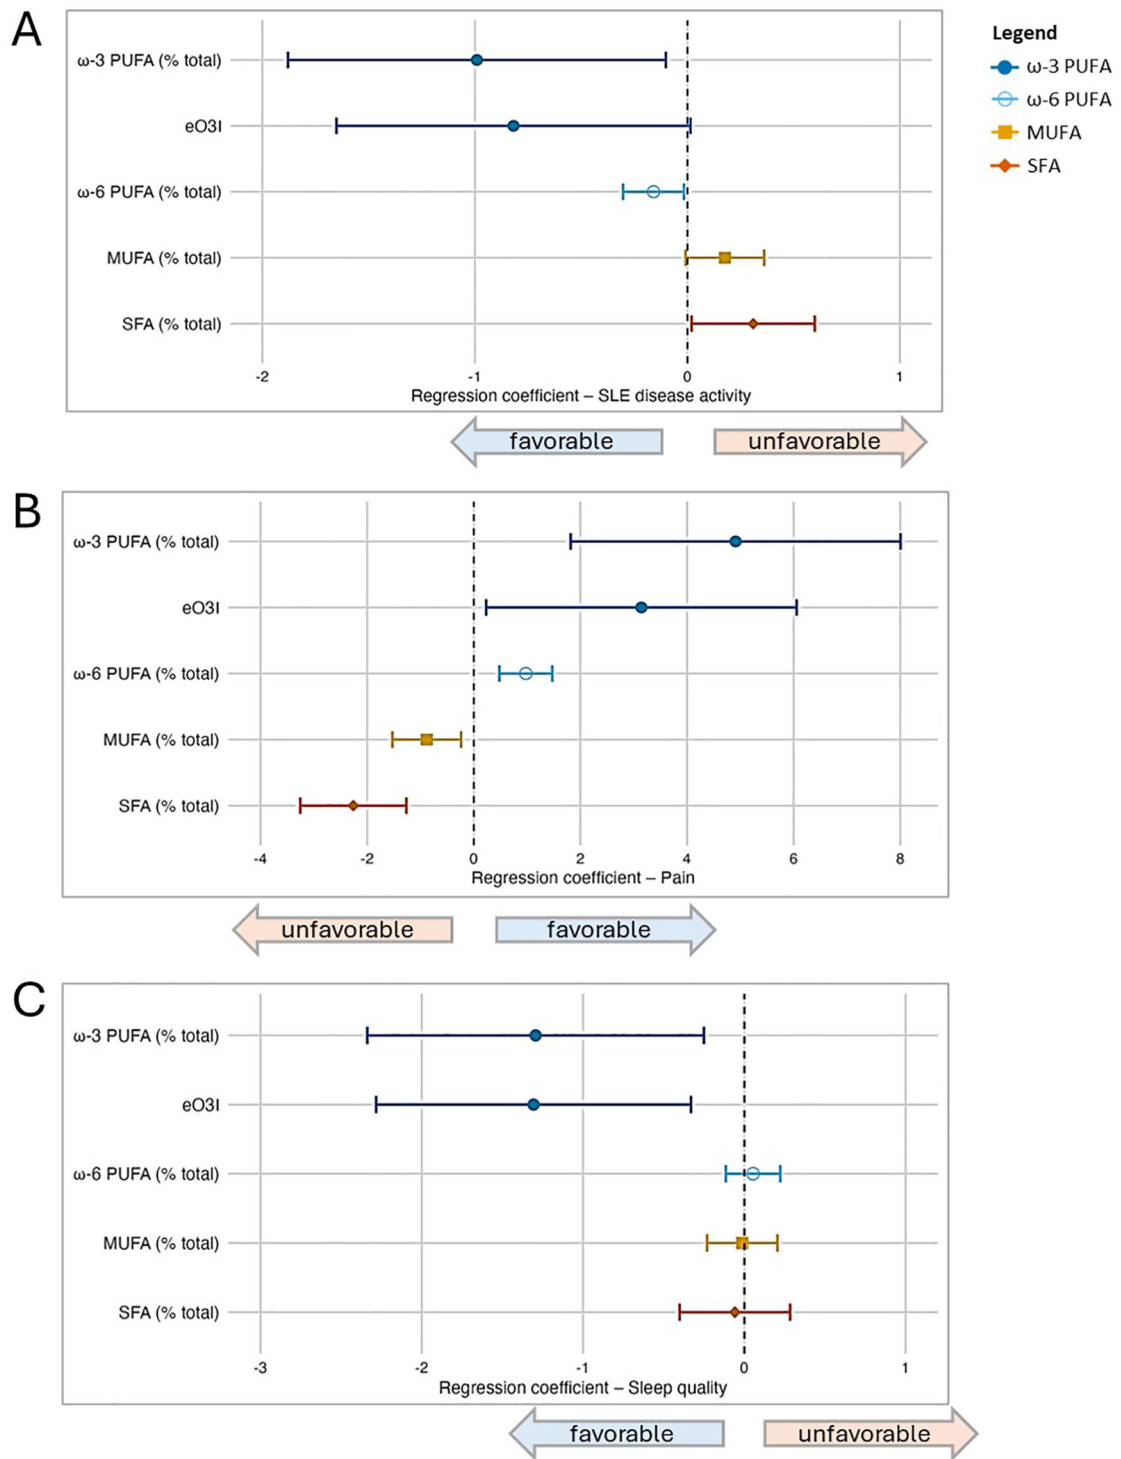 A
Legend
ω-3 PUFA
ω-6 PUFA
MUFA
SFA
ω-3 PUFA (% total)
eO3I
ω-6 PUFA (% total)
MUFA (% total)
SFA (% total)
-2 -1 0 1
Regression coefficient – SLE disease activity
favorable unfavorable
B
ω-3 PUFA (% total)
eO3I
ω-6 PUFA (% total)
MUFA (% total)
SFA (% total)
-4 -2 0 2 4 6 8
Regression coefficient – Pain
unfavorable favorable
C
ω-3 PUFA (% total)
eO3I
ω-6 PUFA (% total)
MUFA (% total)
SFA (% total)
-3 -2 -1 0 1
Regression coefficient – Sleep quality
favorable unfavorable